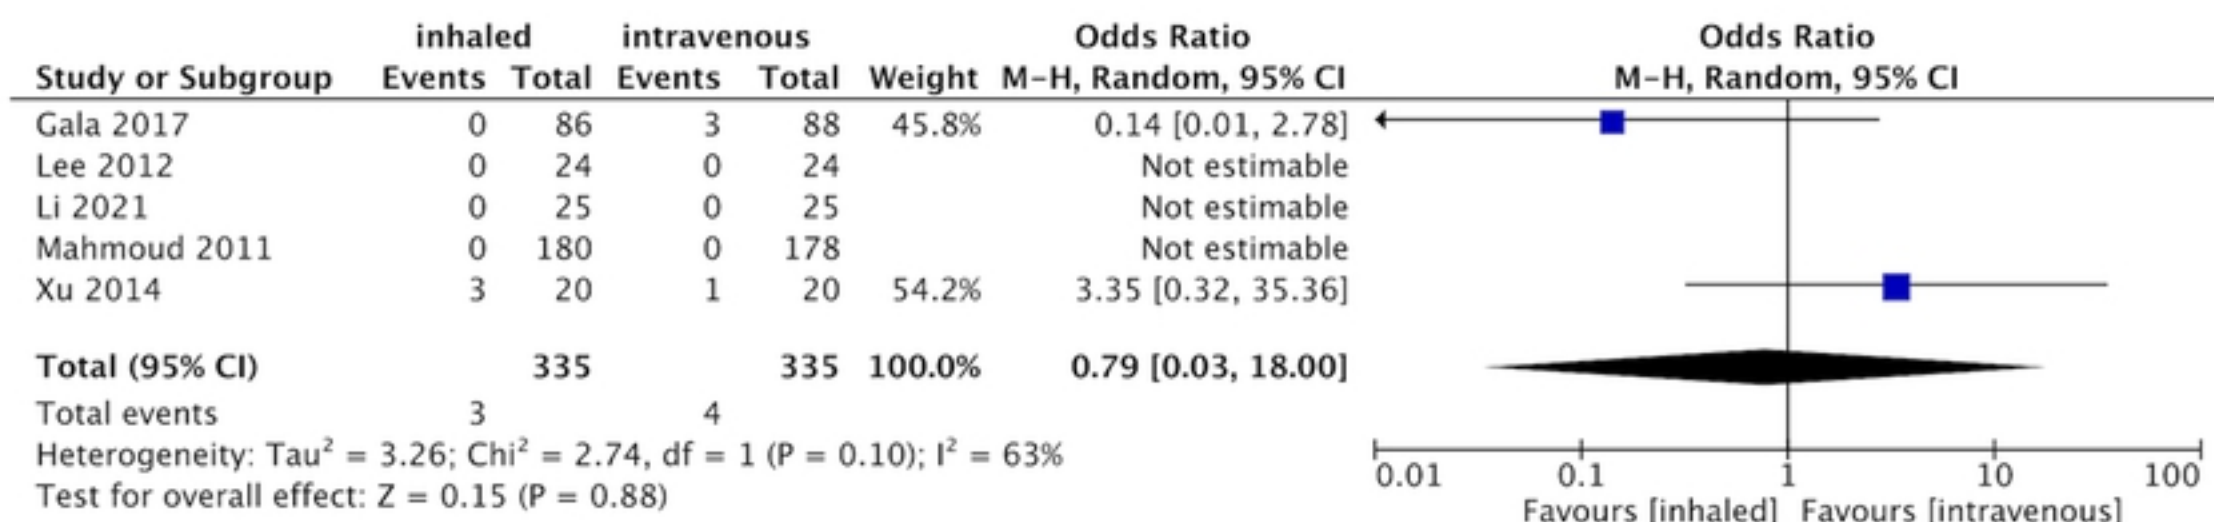 inhaled intravenous Odds Ratio Odds Ratio
Study or Subgroup Events Total Events Total Weight M-H, Random, 95% CI M-H, Random, 95% CI
Gala 2017 0 86 3 88 45.8% 0.14 [0.01, 2.78]
Lee 2012 0 24 0 24 Not estimable
Li 2021 0 25 0 25 Not estimable
Mahmoud 2011 0 180 0 178 Not estimable
Xu 2014 3 20 1 20 54.2% 3.35 [0.32, 35.36]
Total (95% CI) 335 335 100.0% 0.79 [0.03, 18.00]
Total events 3 4
Heterogeneity: Tau² = 3.26; Chi² = 2.74, df = 1 (P = 0.10); I² = 63%
Test for overall effect: Z = 0.15 (P = 0.88)
0.01 0.1 1 10 100
Favours [inhaled] Favours [intravenous]